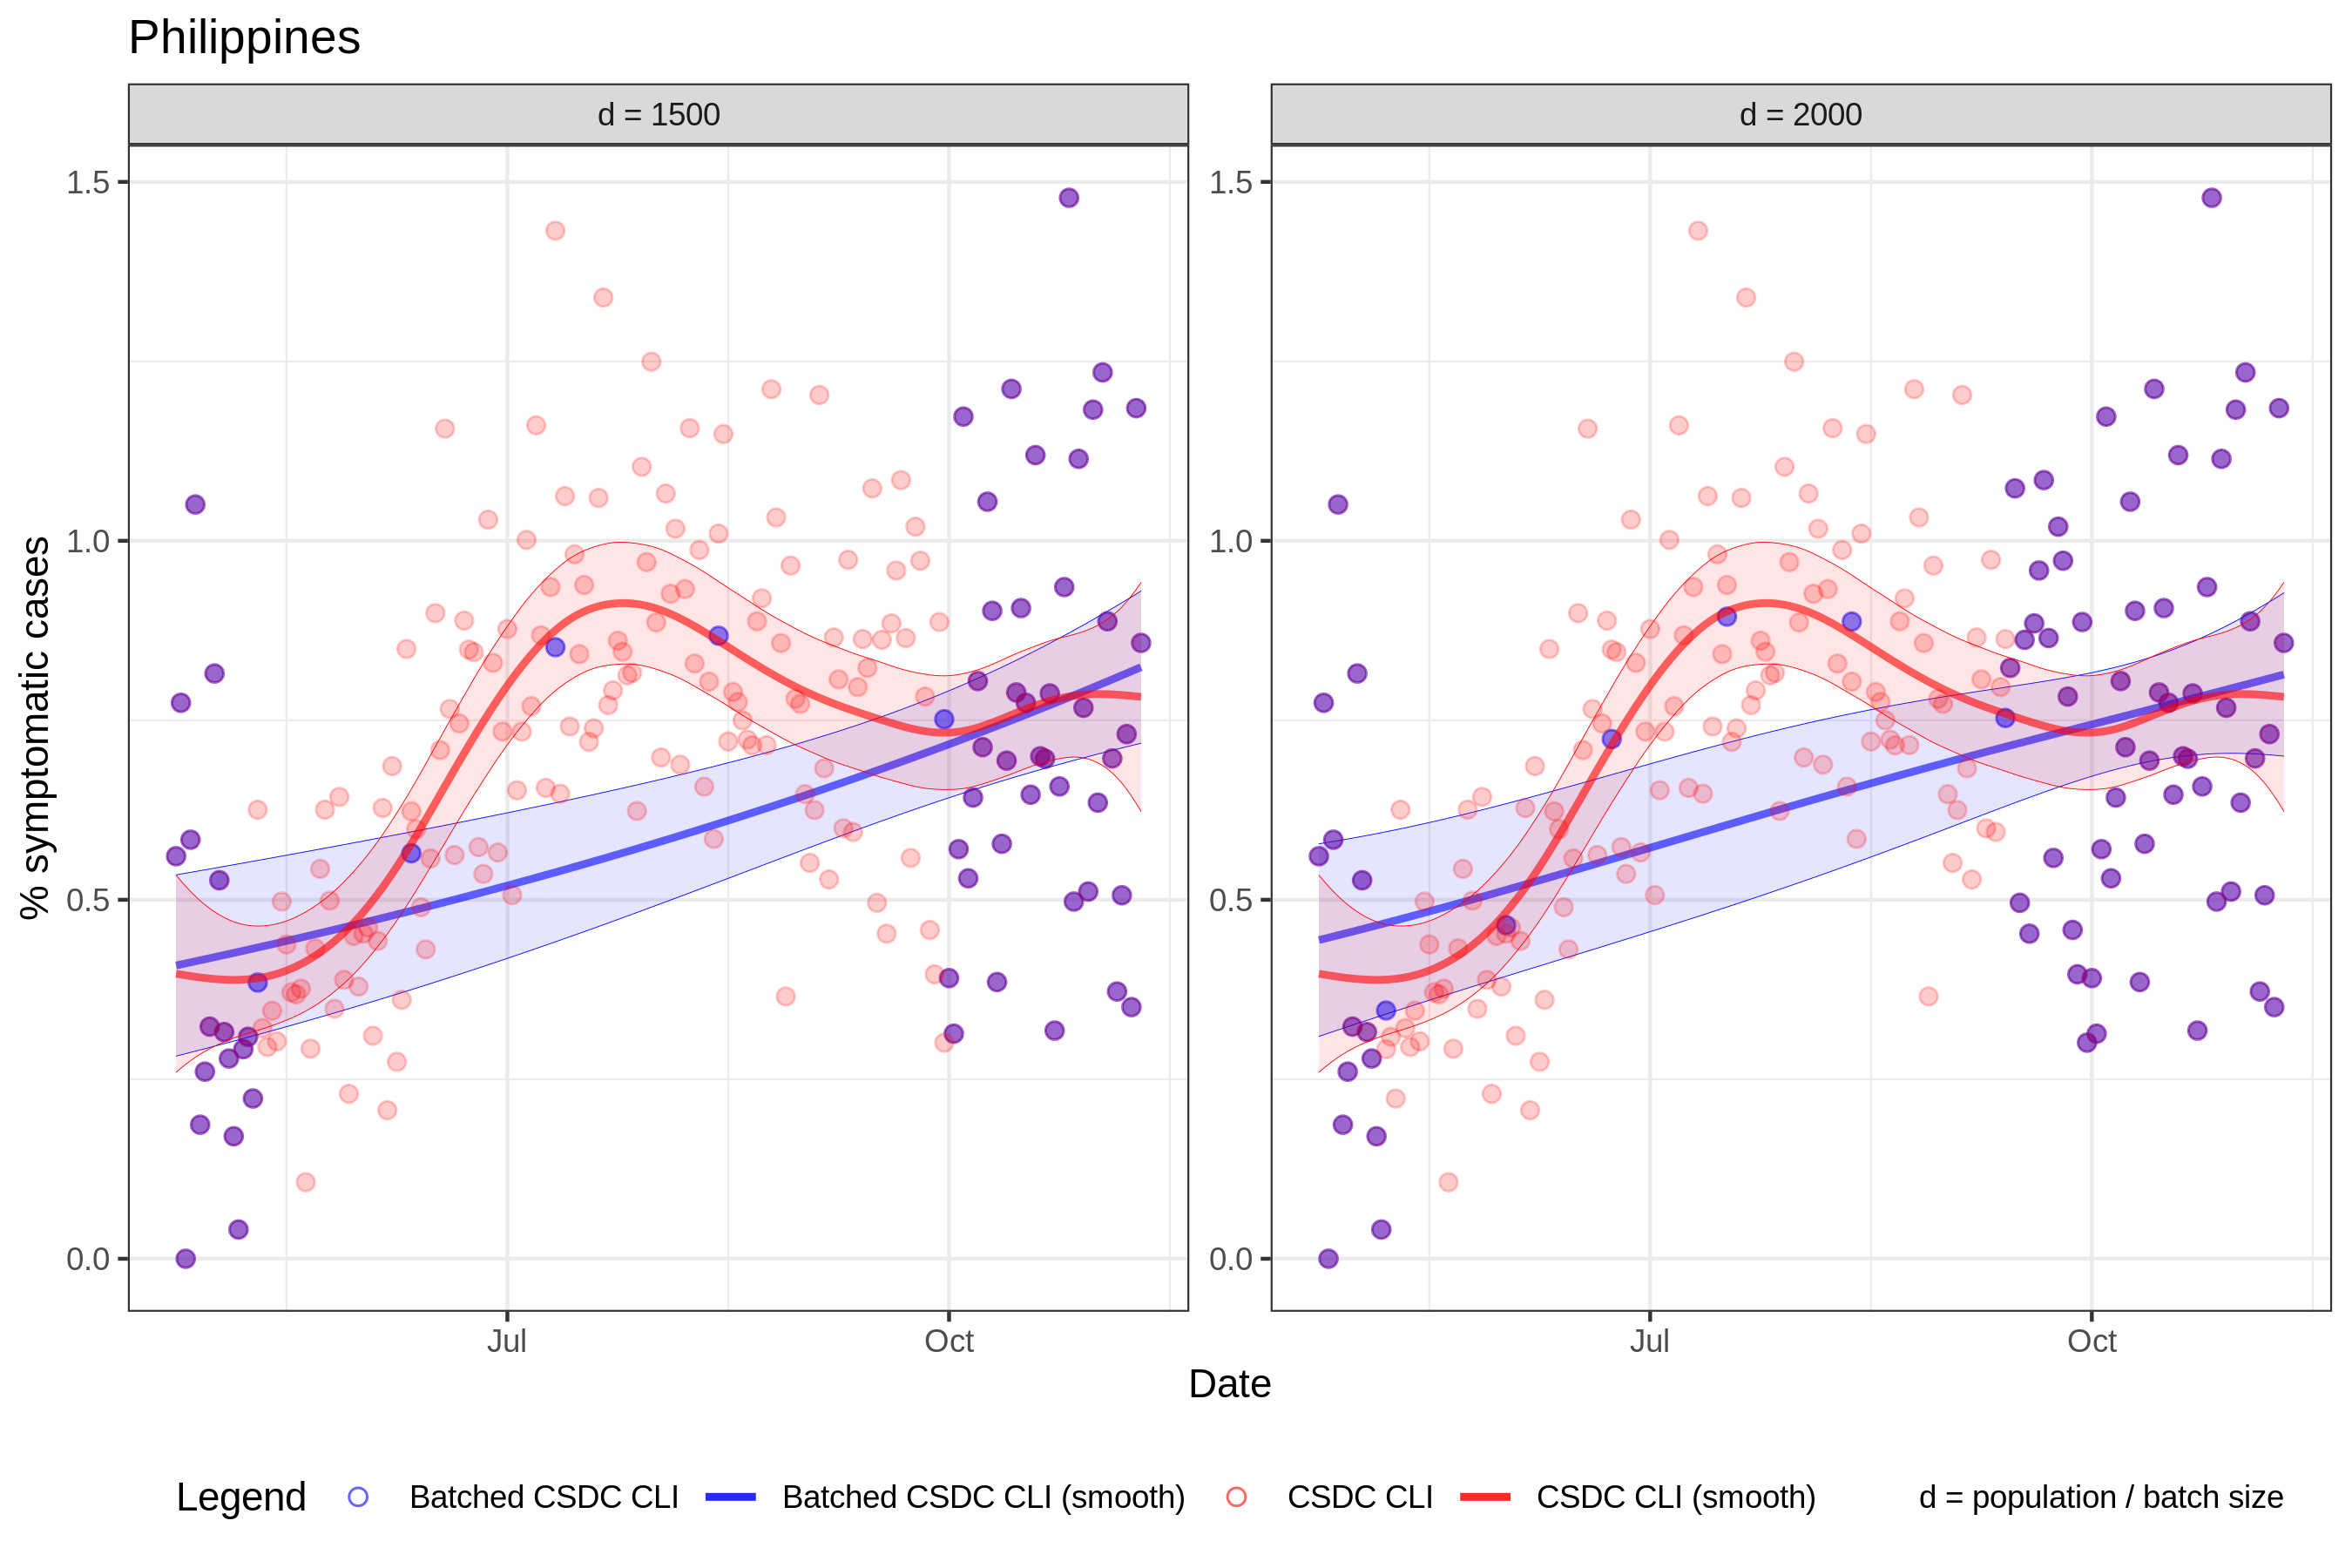 Philippines
d = 1500
d = 2000
% symptomatic cases
1.5
1.0
0.5
0.0
1.5
1.0
0.5
0.0
Jul
Oct
Jul
Oct
Date
Legend
Batched CSDC CLI
Batched CSDC CLI (smooth)
CSDC CLI
CSDC CLI (smooth)
d = population / batch size